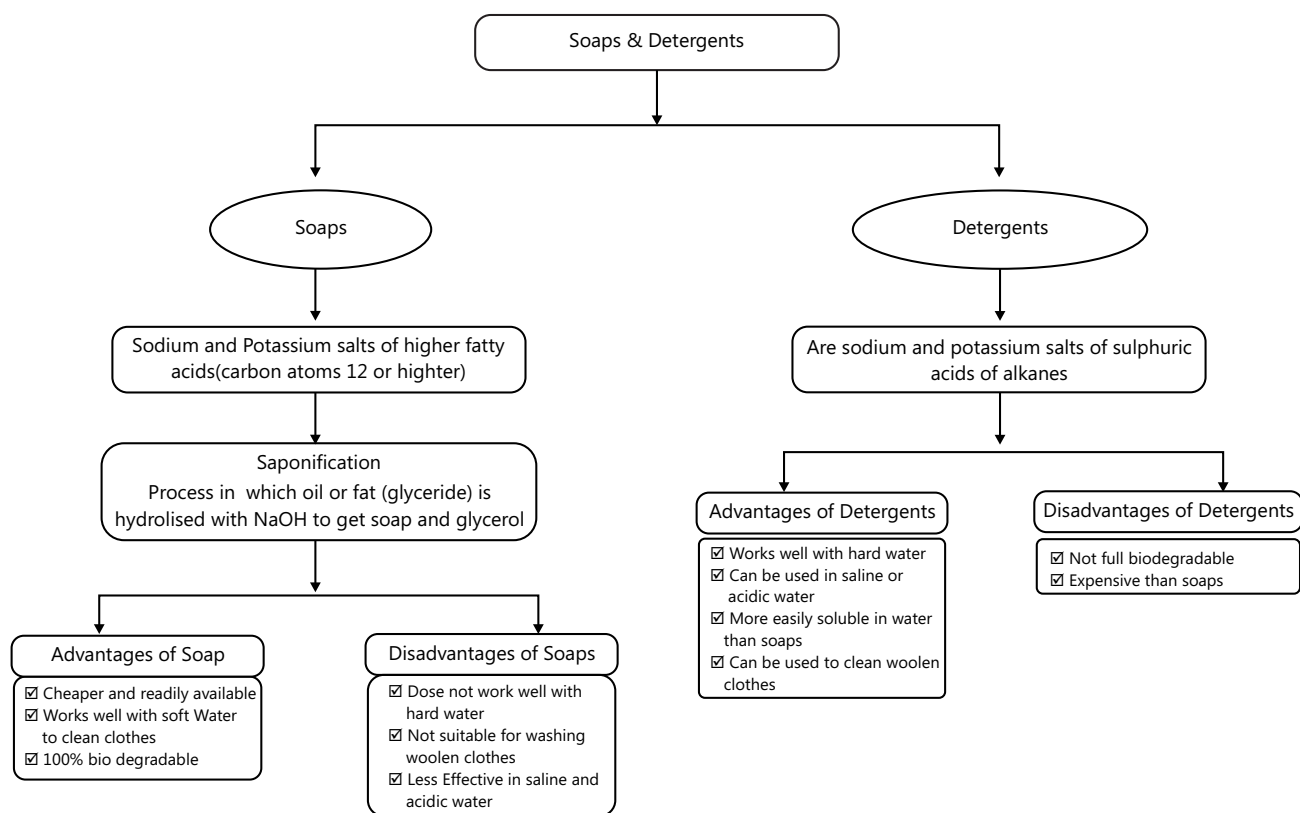 Soaps & Detergents
Soaps
Detergents
Sodium and Potassium salts of higher fatty
acids(carbon atoms 12 or highter)
Are sodium and potassium salts of sulphuric
acids of alkanes
Saponification
Process in which oil or fat (glyceride) is
hydrolised with NaOH to get soap and glycerol
Advantages of Detergents
☑ Works well with hard water
☑ Can be used in saline or
acidic water
☑ More easily soluble in water
than soaps
☑ Can be used to clean woolen
clothes
Disadvantages of Detergents
☑ Not full biodegradable
☑ Expensive than soaps
Advantages of Soap
☑ Cheaper and readily available
☑ Works well with soft Water
to clean clothes
☑ 100% bio degradable
Disadvantages of Soaps
☑ Dose not work well with
hard water
☑ Not suitable for washing
woolen clothes
☑ Less Effective in saline and
acidic water